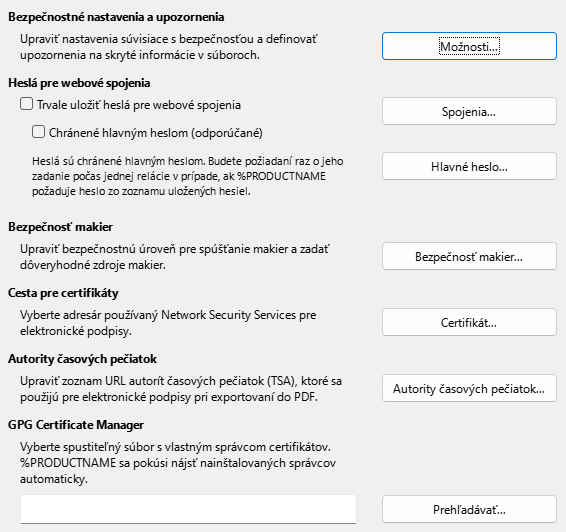 Bezpečnostné nastavenia a upozornenia
Upraviť nastavenia súvisiace s bezpečnosťou a definovať
upozornenia na skryté informácie v súboroch.
Možnosti...
Heslá pre webové spojenia
Trvale uložiť heslá pre webové spojenia
Spojenia...
Chránené hlavným heslom (odporúčané)
Heslá sú chránené hlavným heslom. Budete požiadaní raz o jeho
zadanie počas jednej relácie v prípade, ak %PRODUCTNAME
požaduje heslo zo zoznamu uložených hesiel.
Hlavné heslo...
Bezpečnosť makier
Upraviť bezpečnostnú úroveň pre spúšťanie makier a zadať
dôveryhodné zdroje makier.
Bezpečnosť makier...
Cesta pre certifikáty
Vyberte adresár používaný Network Security Services pre
elektronické podpisy.
Certifikát...
Autority časových pečiatok
Upraviť zoznam URL autorít časových pečiatok (TSA), ktoré sa
použijú pre elektronické podpisy pri exportovaní do PDF.
Autority časových pečiatok...
GPG Certificate Manager
Vyberte spustiteľný súbor s vlastným správcom certifikátov.
%PRODUCTNAME sa pokúsi nájsť nainštalovaných správcov
automaticky.
Prehľadávať...